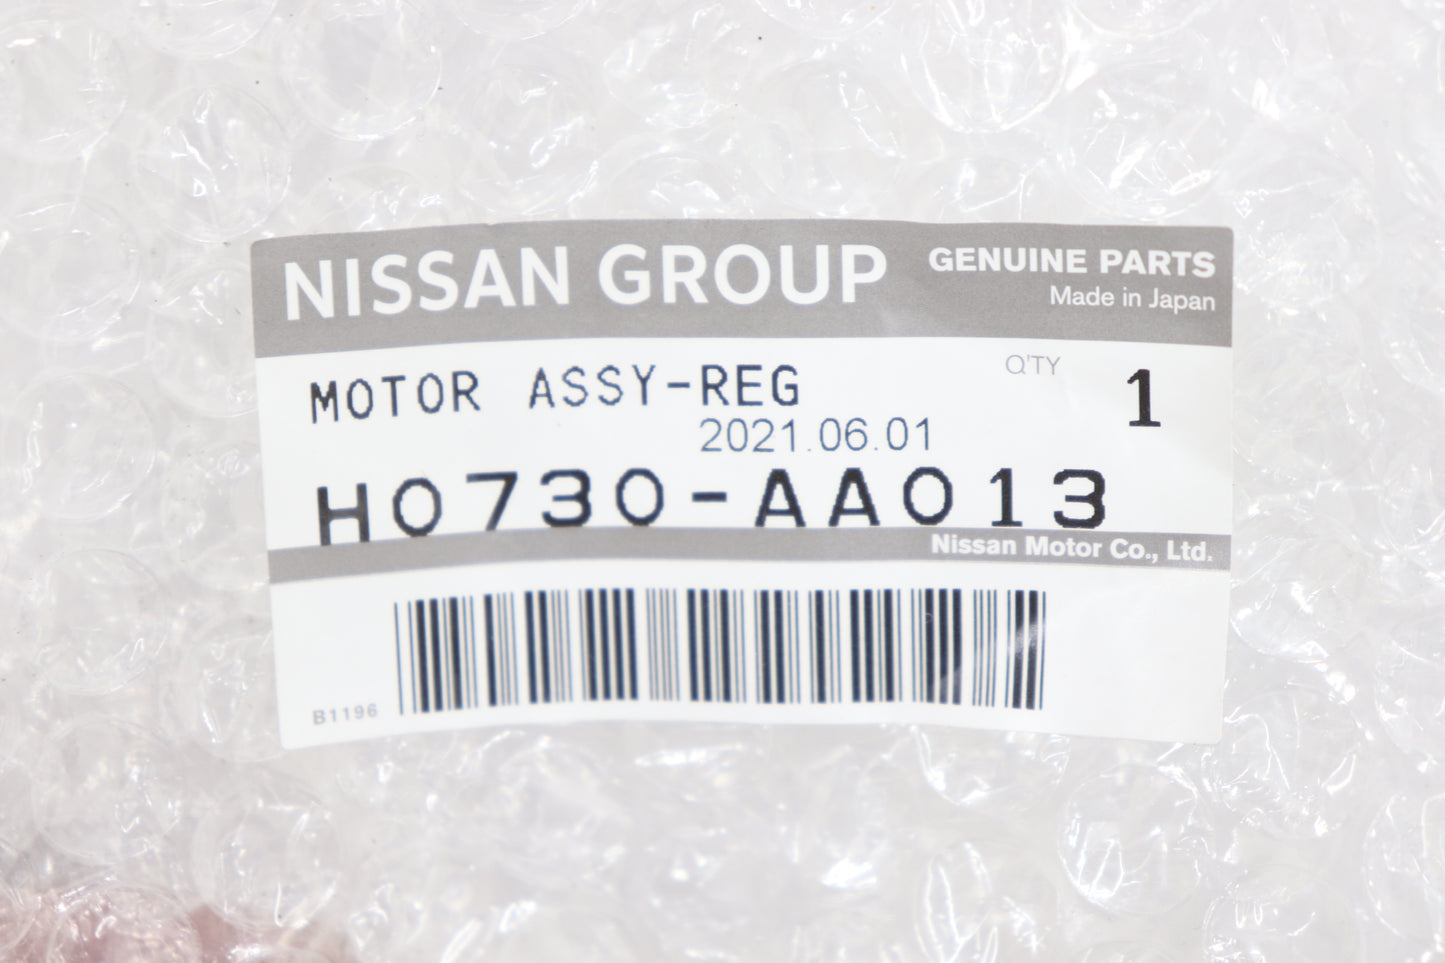 NISSAN GROUP
GENUINE PARTS
Made in Japan
MOTOR ASSY-REG
Q'TY
1
2021.06.01
H0730-AA013
Nissan Motor Co., Ltd.
B1196